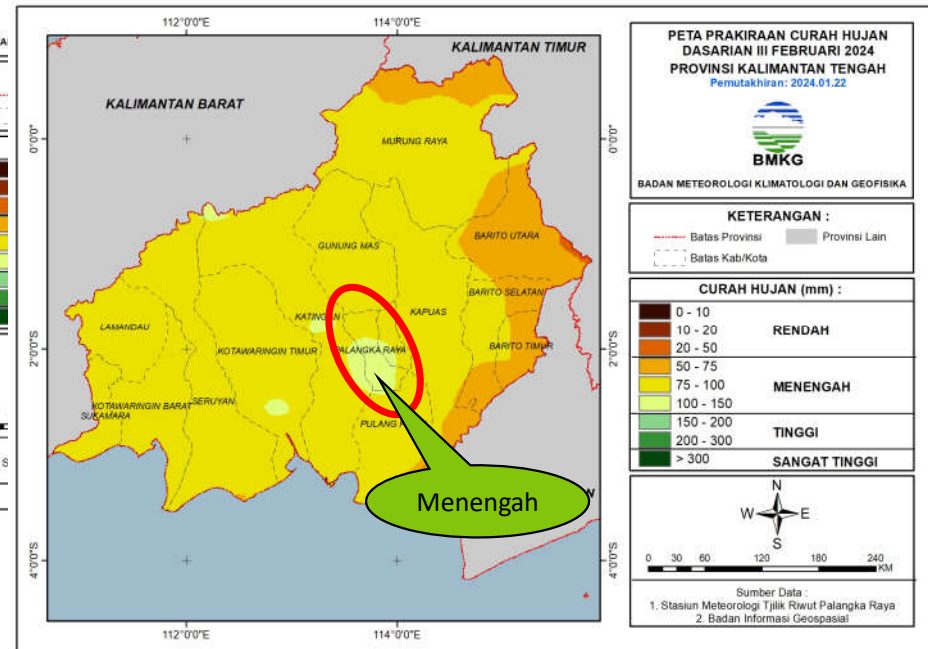 112°0'0"E
114°0'0"E
KALIMANTAN TIMUR
KALIMANTAN BARAT
0°0'0"
0°0'0"
MURUNG RAYA
BARITO UTARA
GUNUNG MAS
BARITO SELATAN
KATINGAN
KAPUAS
LAMANDAU
2°0'0"S
KOTAWARINGIN TIMUR
PALANGKA RAYA
BARITO TIMUR
2°0'0"S
KOTAWARINGIN BARAT
SERUYAN
SUKAMARA
PULANG
Menengah
N
4°0'0"S
4°0'0"S
112°0'0"E
114°0'0"E
PETA PRAKIRAAN CURAH HUJAN
DASARIAN III FEBRUARI 2024
PROVINSI KALIMANTAN TENGAH
Pemutakhiran: 2024.01.22
BMKG
BADAN METEOROLOGI KLIMATOLOGI DAN GEOFISIKA
KETERANGAN :
Batas Provinsi
Provinsi Lain
Batas Kab/Kota
CURAH HUJAN (mm) :
0 - 10
10 - 20
RENDAH
20 - 50
50 - 75
75 - 100
MENENGAH
100 - 150
150 - 200
TINGGI
200 - 300
> 300
SANGAT TINGGI
N
W
E
S
0 30 60 120 180 240
KM
Sumber Data :
1. Stasiun Meteorologi Tjilik Riwut Palangka Raya
2. Badan Informasi Geospasial